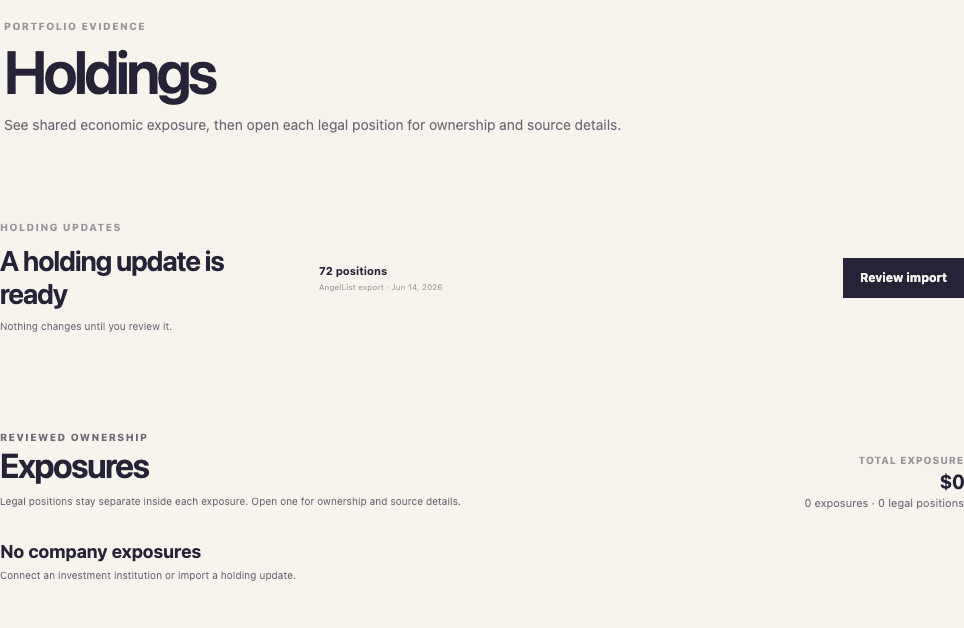 PORTFOLIO EVIDENCE
Holdings
See shared economic exposure, then open each legal position for ownership and source details.
HOLDING UPDATES
A holding update is
ready
Nothing changes until you review it.
72 positions
AngelList export · Jun 14, 2026
Review import
REVIEWED OWNERSHIP
Exposures
Legal positions stay separate inside each exposure. Open one for ownership and source details.
TOTAL EXPOSURE
$0
0 exposures · 0 legal positions
No company exposures
Connect an investment institution or import a holding update.